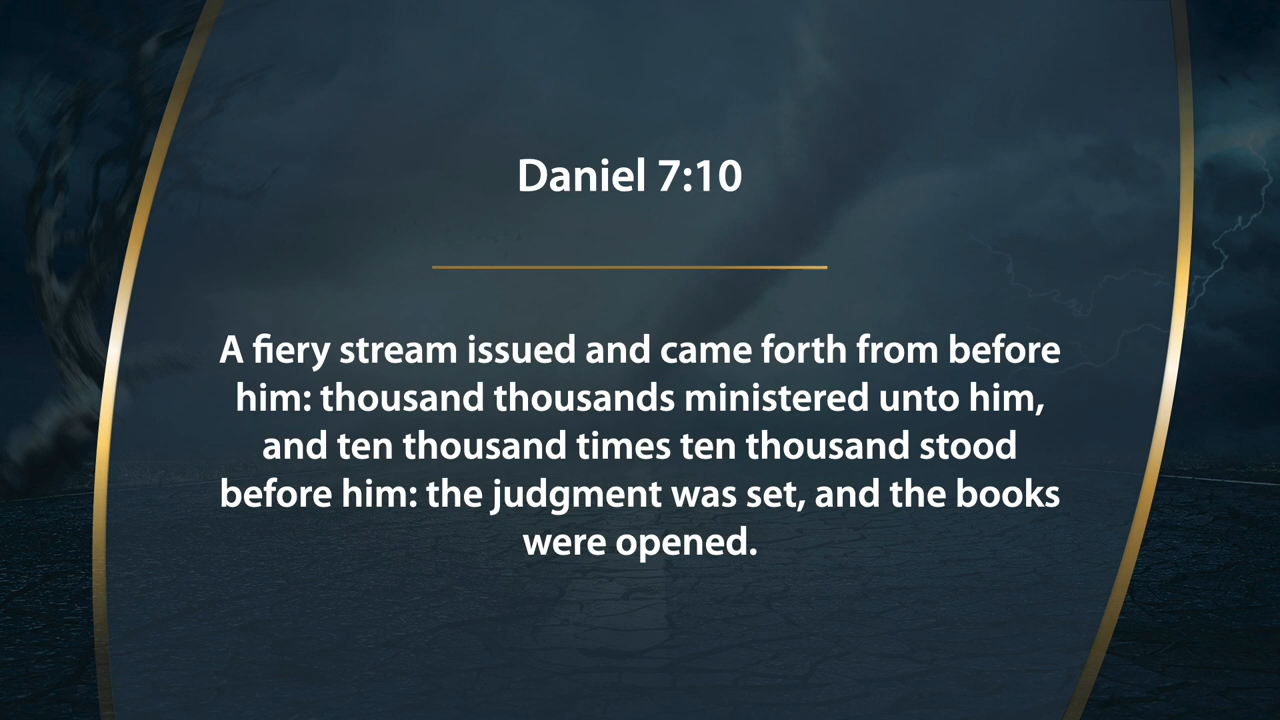 Daniel 7:10
A fiery stream issued and came forth from before
him: thousand thousands ministered unto him,
and ten thousand times ten thousand stood
before him: the judgment was set, and the books
were opened.